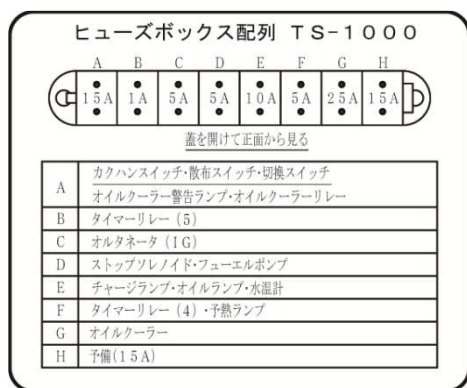 ヒューズボックス配列 TS-1000
A B C D E F G H
15A 1A 5A 5A 10A 5A 25A 15A
蓋を開けて正面から見る
A カクハンスイッチ・散布スイッチ・切換スイッチ
オイルクーラー警告ランプ・オイルクーラーリレー
B タイマーリレー(5)
C オルタネータ(IG)
D ストップソレノイド・フューエルポンプ
E チャージランプ・オイルランプ・水温計
F タイマーリレー(4)・予熱ランプ
G オイルクーラー
H 予備(15A)